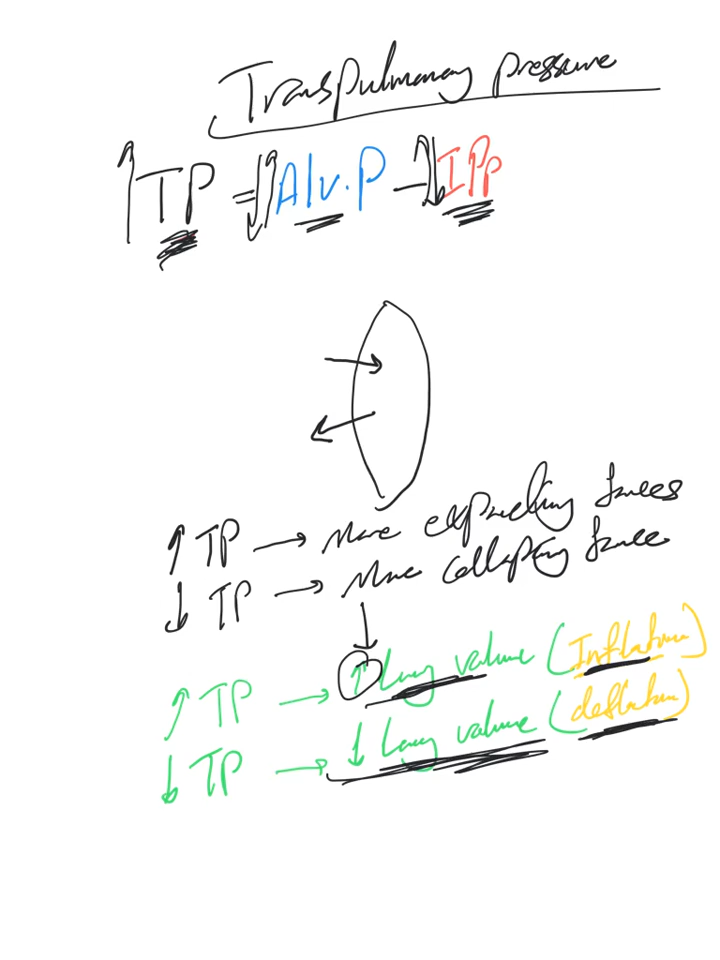 Transpulmonary pressure
↑TP = ↓↑Alv.P - ↑↓IPp
↑ TP → More expanding forces
↓ TP → More collapsing force
↑ TP → ↑ Lung volume (Inflation)
↓ TP → ↓ Lung volume (deflation)